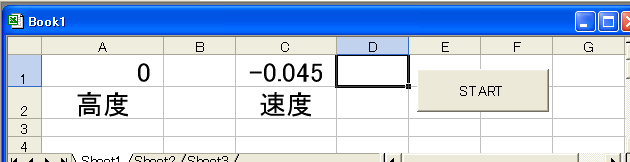 Book1
A B C D E F G
1 0 -0.045 START
2 高度 速度
3
4
Sheet1 Sheet2 Sheet3